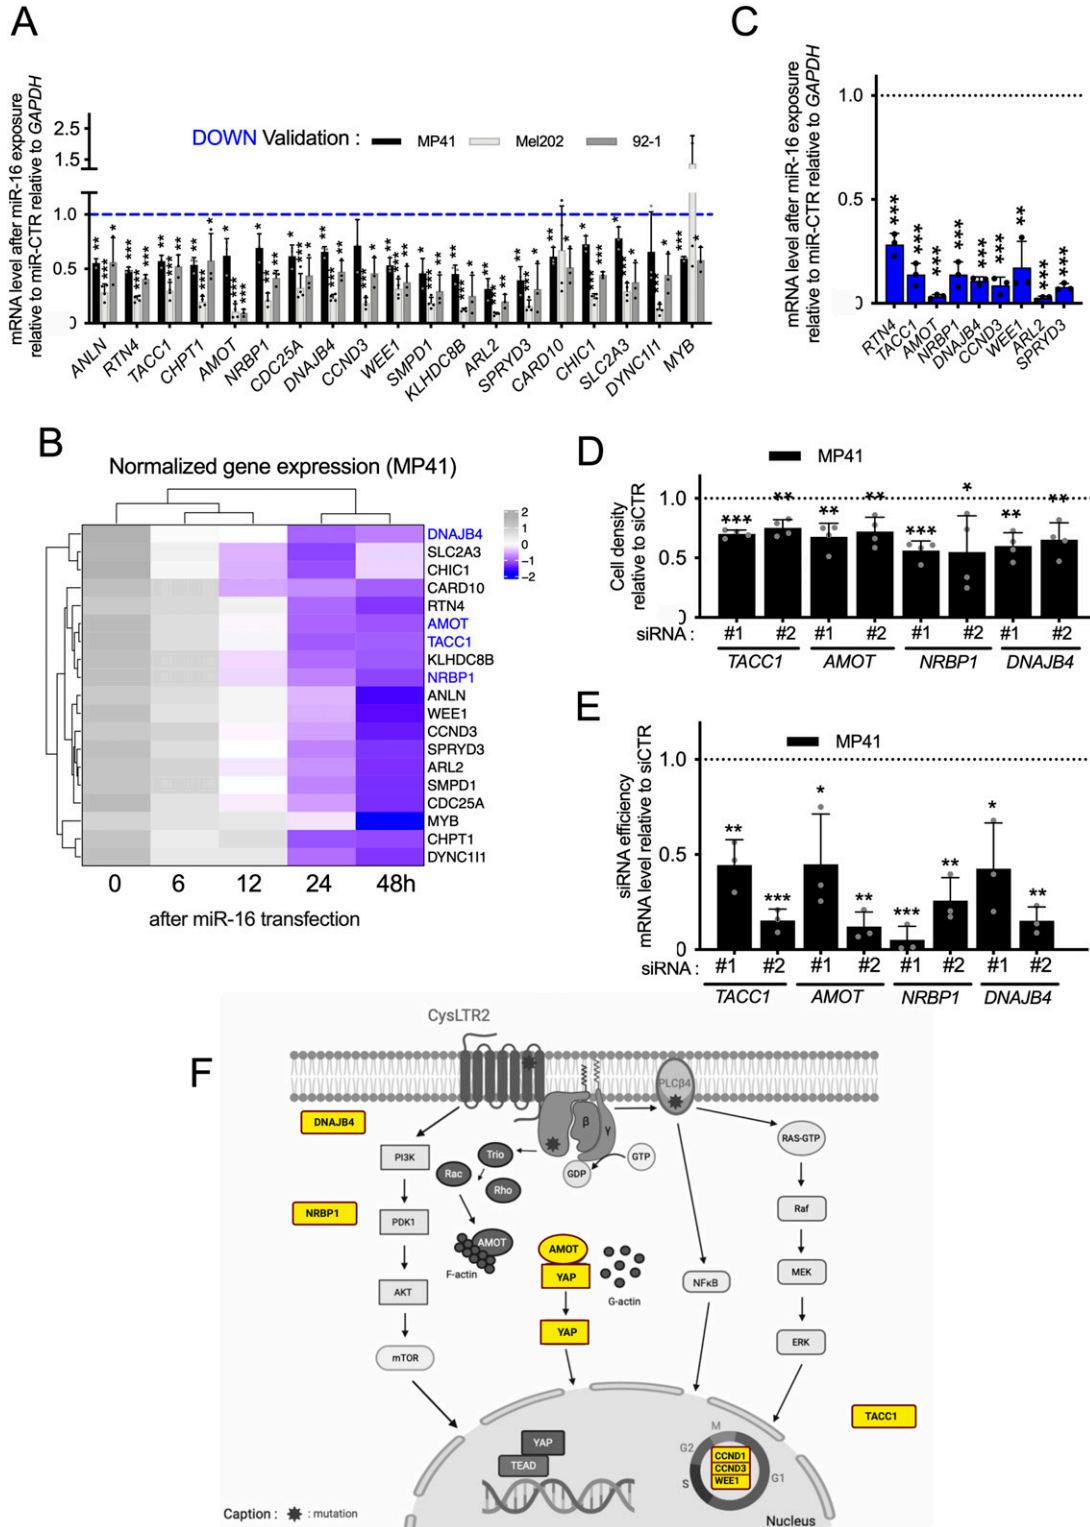 A
mRNA level after miR-16 exposure
relative to miR-CTR relative to GAPDH
2.5
1.5
1.0
0.5
0
DOWN Validation : MP41 Mel202 92-1
ANLN
RTN4
TACC1
CHPT1
AMOT
NRBP1
CDC25A
DNAJB4
CCND3
WEE1
SMPD1
KLHDC8B
ARL2
SPRYD3
CARD10
CHIC1
SLC2A3
DYNC1I1
MYB
C
mRNA level after miR-16 exposure
relative to miR-CTR relative to GAPDH
1.0
0.5
0
RTN4
TACC1
AMOT
NRBP1
DNAJB4
CCND3
WEE1
ARL2
SPRYD3
B
Normalized gene expression (MP41)
2
1
0
−1
−2
DNAJB4
SLC2A3
CHIC1
CARD10
RTN4
AMOT
TACC1
KLHDC8B
NRBP1
ANLN
WEE1
CCND3
SPRYD3
ARL2
SMPD1
CDC25A
MYB
CHPT1
DYNC1I1
0 6 12 24 48h
after miR-16 transfection
D
MP41
Cell density
relative to siCTR
1.0
0.5
0
*** ** ** ** *** * ** **
siRNA : #1 #2 #1 #2 #1 #2 #1 #2
TACC1 AMOT NRBP1 DNAJB4
E
MP41
siRNA efficiency
mRNA level relative to siCTR
1.0
0.5
0
** *** * ** *** ** * **
siRNA : #1 #2 #1 #2 #1 #2 #1 #2
TACC1 AMOT NRBP1 DNAJB4
F
CysLTR2
PLCβ4
β
γ
GDP
GTP
DNAJB4
NRBP1
PI3K
PDK1
AKT
mTOR
Trio
Rac
Rho
AMOT
F-actin
AMOT
YAP
G-actin
YAP
NFκB
RAS-GTP
Raf
MEK
ERK
TACC1
YAP
TEAD
M
G2
S
G1
CCND1
CCND3
WEE1
Caption : : mutation
Nucleus